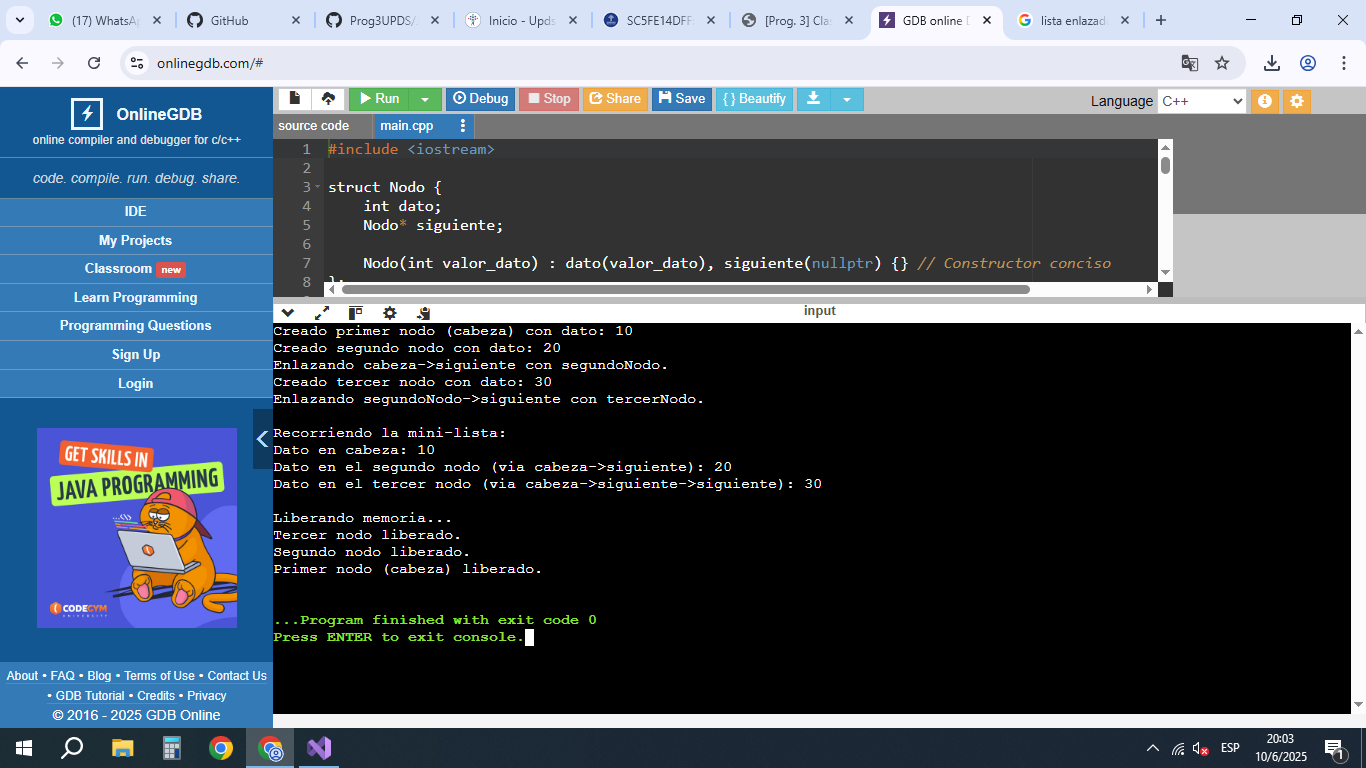 (17) WhatsA
GitHub
Prog3UPDS/
Inicio - Upds
SC5FE14DFF
[Prog. 3] Cla
GDB online D
lista enlazad
onlinegdb.com/#
OnlineGDB
online compiler and debugger for c/c++
code. compile. run. debug. share.
IDE
My Projects
Classroom new
Learn Programming
Programming Questions
Sign Up
Login
GET SKILLS IN
JAVA PROGRAMMING
CODEGYM
UNIVERSITY
About • FAQ • Blog • Terms of Use • Contact Us
• GDB Tutorial • Credits • Privacy
© 2016 - 2025 GDB Online
Run Debug Stop Share Save { } Beautify
Language C++
source code
main.cpp
1 #include <iostream>
2
3 struct Nodo {
4 int dato;
5 Nodo* siguiente;
6
7 Nodo(int valor_dato) : dato(valor_dato), siguiente(nullptr) {} // Constructor conciso
8 };
input
Creado primer nodo (cabeza) con dato: 10
Creado segundo nodo con dato: 20
Enlazando cabeza->siguiente con segundoNodo.
Creado tercer nodo con dato: 30
Enlazando segundoNodo->siguiente con tercerNodo.
Recorriendo la mini-lista:
Dato en cabeza: 10
Dato en el segundo nodo (via cabeza->siguiente): 20
Dato en el tercer nodo (via cabeza->siguiente->siguiente): 30
Liberando memoria...
Tercer nodo liberado.
Segundo nodo liberado.
Primer nodo (cabeza) liberado.
...Program finished with exit code 0
Press ENTER to exit console.
ESP
20:03
10/6/2025
1